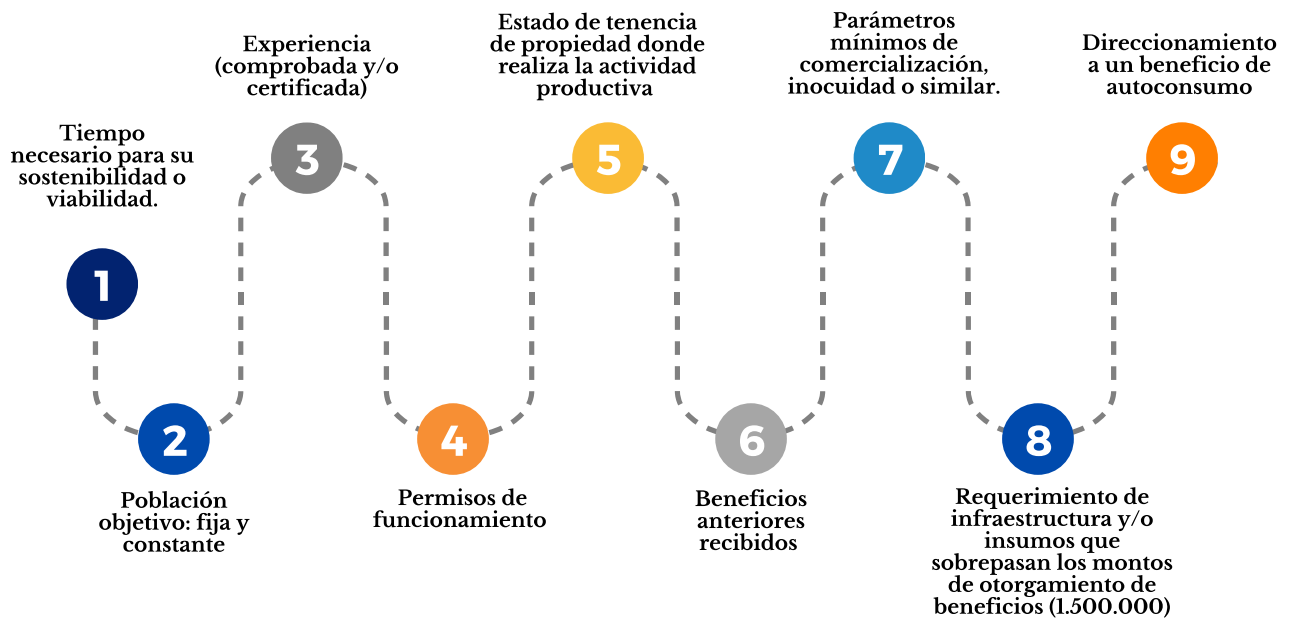 Tiempo
necesario para su
sostenibilidad o
viabilidad.
1
2
Población
objetivo: fija y
constante
Experiencia
(comprobada y/o
certificada)
3
4
Permisos de
funcionamiento
Estado de tenencia
de propiedad donde
realiza la actividad
productiva
5
6
Beneficios
anteriores
recibidos
Parámetros
mínimos de
comercialización,
inocuidad o similar.
7
8
Requerimiento de
infraestructura y/o
insumos que
sobrepasan los montos
de otorgamiento de
beneficios (1.500.000)
Direccionamiento
a un beneficio de
autoconsumo
9